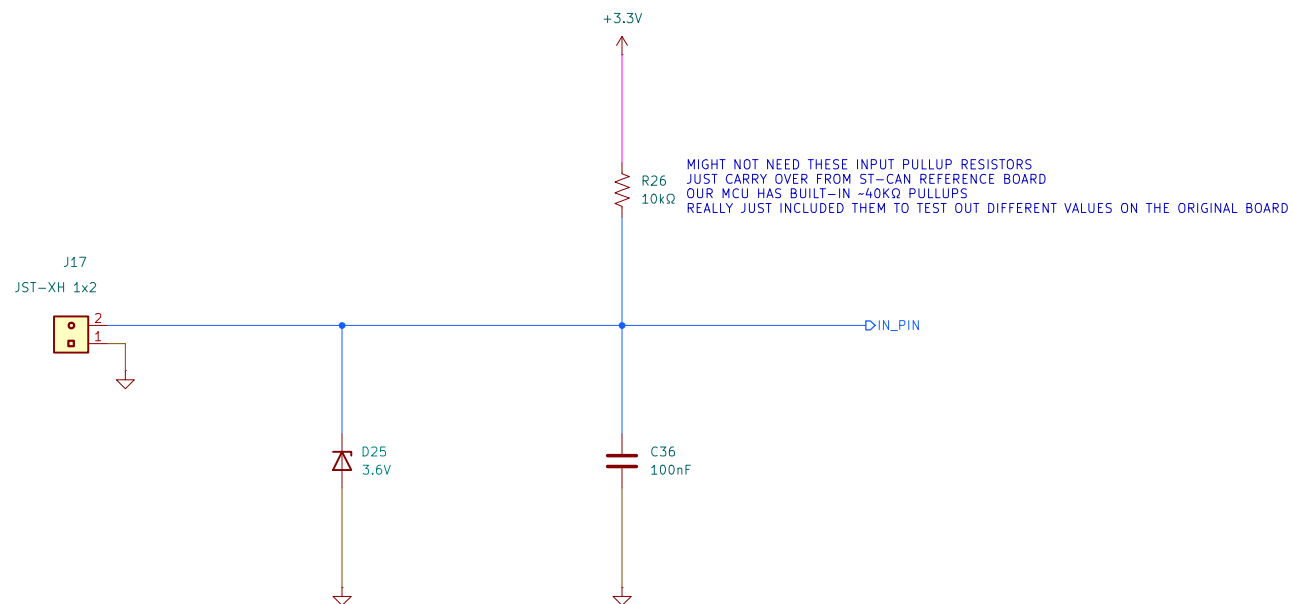 +3.3V
R26
10kΩ
MIGHT NOT NEED THESE INPUT PULLUP RESISTORS
JUST CARRY OVER FROM ST-CAN REFERENCE BOARD
OUR MCU HAS BUILT-IN ~40KΩ PULLUPS
REALLY JUST INCLUDED THEM TO TEST OUT DIFFERENT VALUES ON THE ORIGINAL BOARD
J17
JST-XH 1x2
2
1
IN_PIN
D25
3.6V
C36
100nF